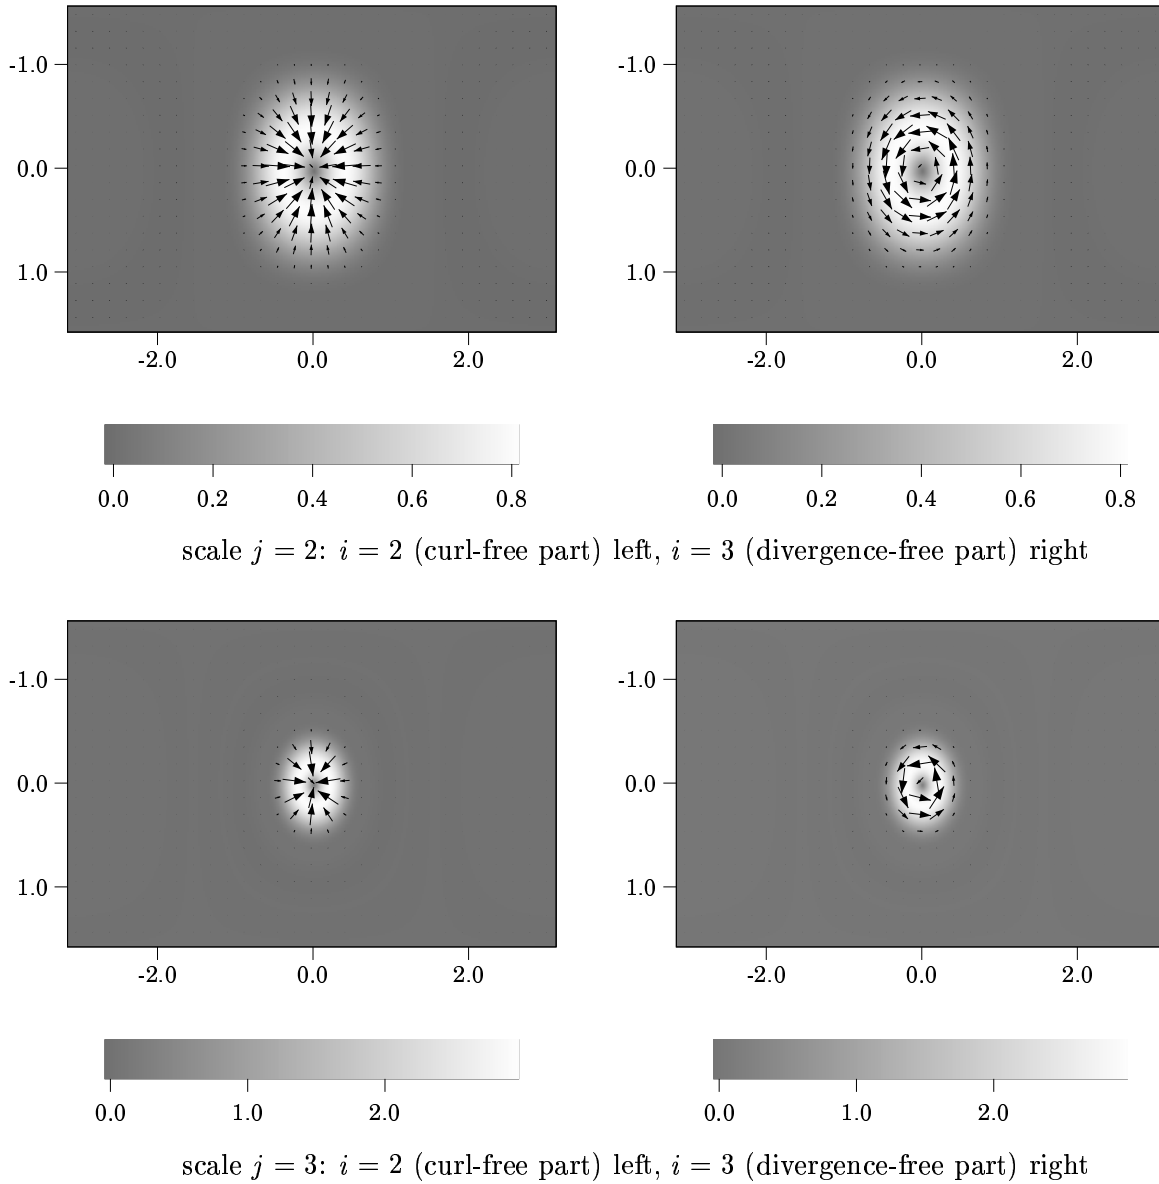 -1.0 -1.0
0.0 0.0
1.0 1.0
-2.0 0.0 2.0 -2.0 0.0 2.0
0.0 0.2 0.4 0.6 0.8 0.0 0.2 0.4 0.6 0.8
scale j = 2: i = 2 (curl-free part) left, i = 3 (divergence-free part) right
-1.0 -1.0
0.0 0.0
1.0 1.0
-2.0 0.0 2.0 -2.0 0.0 2.0
0.0 1.0 2.0 0.0 1.0 2.0
scale j = 3: i = 2 (curl-free part) left, i = 3 (divergence-free part) right